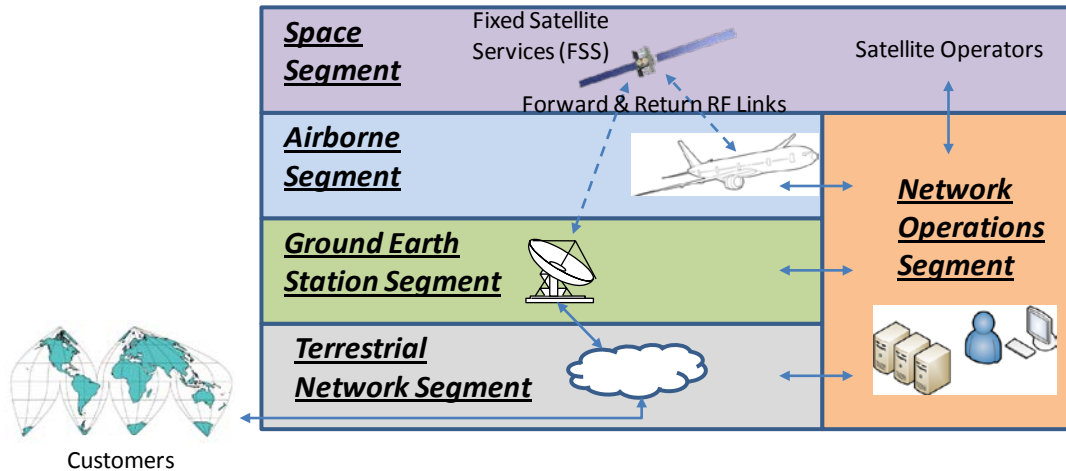 Space
Segment
Fixed Satellite
Services (FSS)
Satellite Operators
Forward & Return RF Links
Airborne
Segment
Network
Operations
Segment
Ground Earth
Station Segment
Terrestrial
Network Segment
Customers